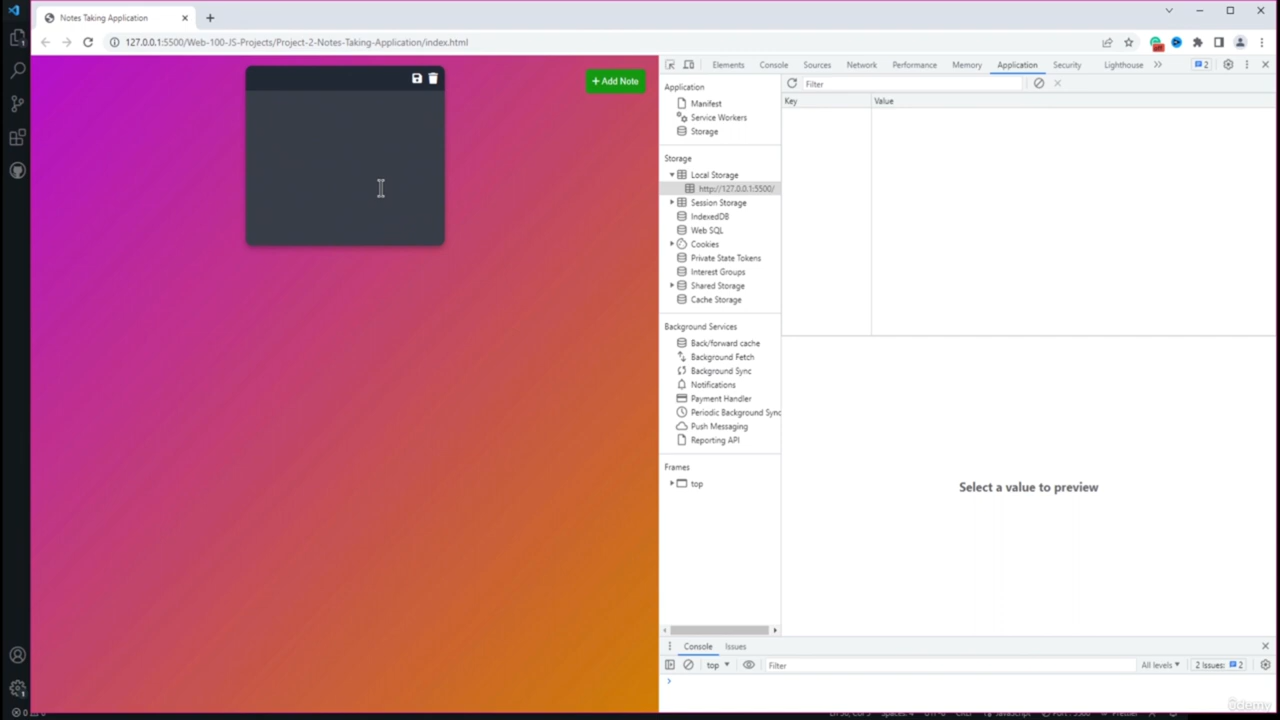 Notes Taking Application
127.0.0.1:5500/Web-100-JS-Projects/Project-2-Notes-Taking-Application/index.html
+ Add Note
Elements Console Sources Network Performance Memory Application Security Lighthouse » 2
Application
Manifest
Service Workers
Storage
Storage
Local Storage
http://127.0.0.1:5500/
Session Storage
IndexedDB
Web SQL
Cookies
Private State Tokens
Interest Groups
Shared Storage
Cache Storage
Background Services
Back/forward cache
Background Fetch
Background Sync
Notifications
Payment Handler
Periodic Background Sync
Push Messaging
Reporting API
Frames
top
Filter
Key Value
Select a value to preview
Console Issues
top Filter All levels 2 Issues: 2
ûdemy